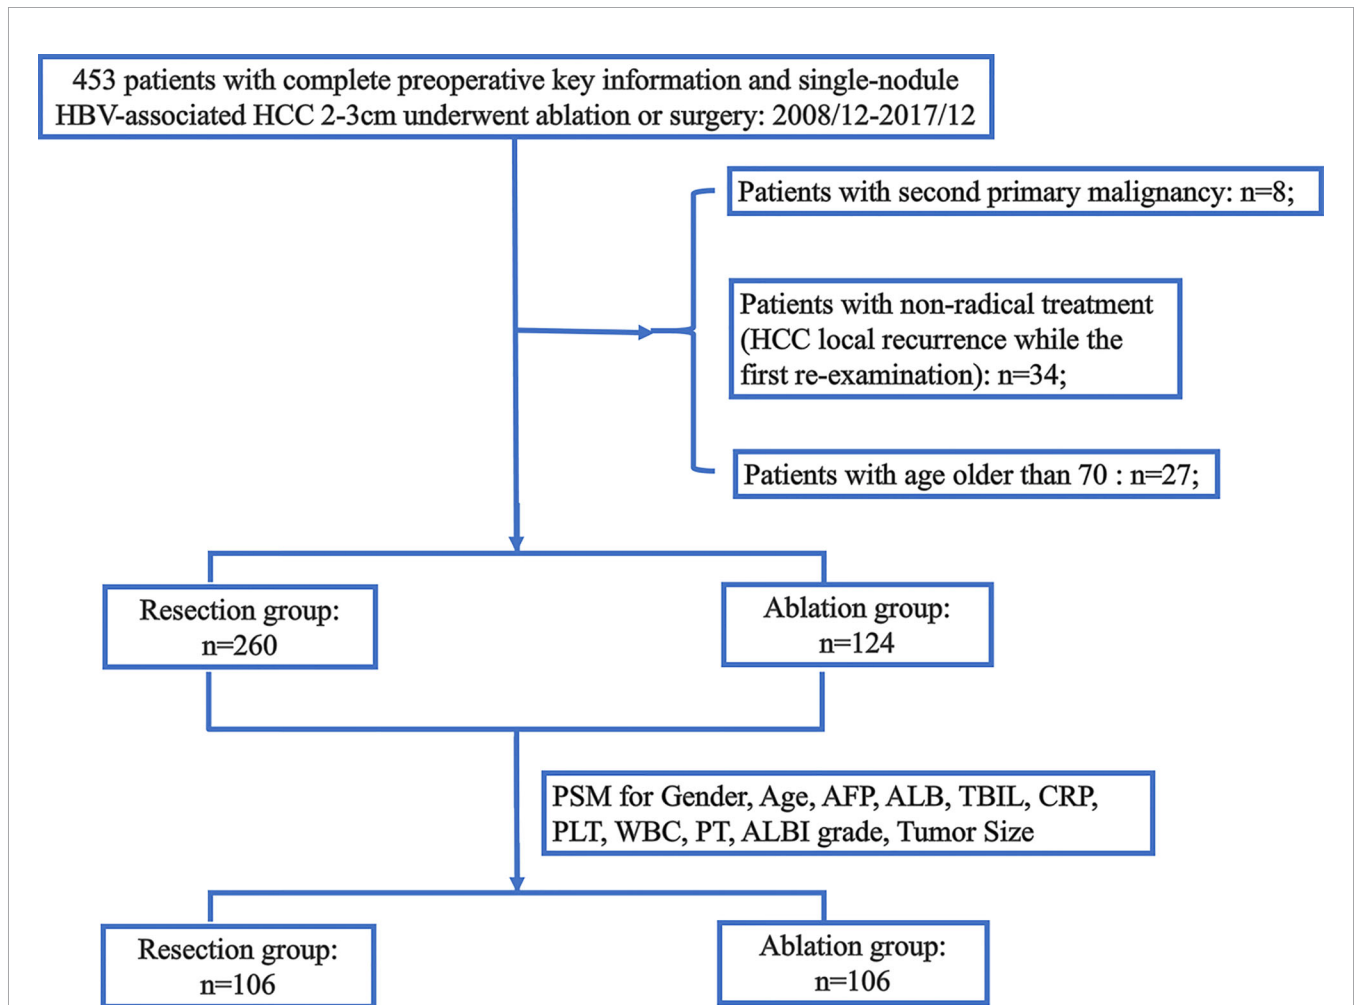 453 patients with complete preoperative key information and single-nodule
HBV-associated HCC 2-3cm underwent ablation or surgery: 2008/12-2017/12
Patients with second primary malignancy: n=8;
Patients with non-radical treatment
(HCC local recurrence while the
first re-examination): n=34;
Patients with age older than 70 : n=27;
Resection group:
n=260
Ablation group:
n=124
PSM for Gender, Age, AFP, ALB, TBIL, CRP,
PLT, WBC, PT, ALBI grade, Tumor Size
Resection group:
n=106
Ablation group:
n=106